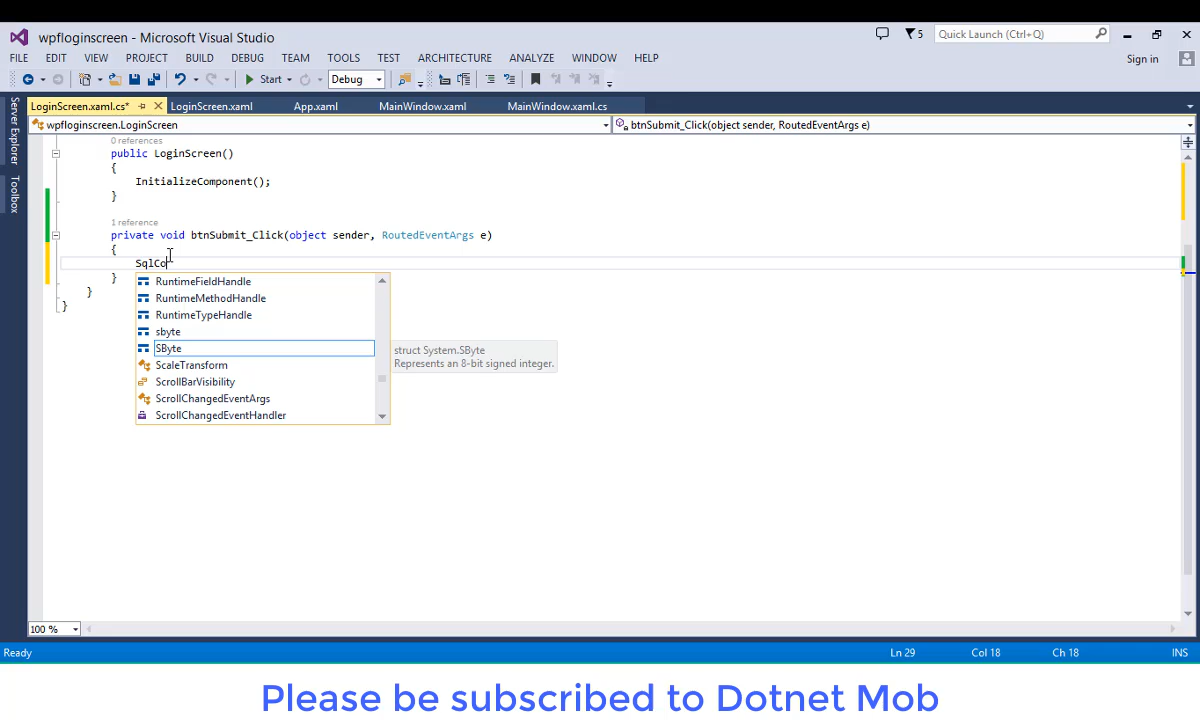 wpfloginscreen - Microsoft Visual Studio
5
Quick Launch (Ctrl+Q)
FILE EDIT VIEW PROJECT BUILD DEBUG TEAM TOOLS TEST ARCHITECTURE ANALYZE WINDOW HELP
Sign in
Start Debug
LoginScreen.xaml.cs* LoginScreen.xaml App.xaml MainWindow.xaml MainWindow.xaml.cs
wpfloginscreen.LoginScreen btnSubmit_Click(object sender, RoutedEventArgs e)
Server Explorer
Toolbox
0 references
public LoginScreen()
{
InitializeComponent();
}
1 reference
private void btnSubmit_Click(object sender, RoutedEventArgs e)
{
SqlCo
}
}
}
RuntimeFieldHandle
RuntimeMethodHandle
RuntimeTypeHandle
sbyte
SByte
ScaleTransform
ScrollBarVisibility
ScrollChangedEventArgs
ScrollChangedEventHandler
struct System.SByte
Represents an 8-bit signed integer.
100 %
Ready Ln 29 Col 18 Ch 18 INS
Please be subscribed to Dotnet Mob